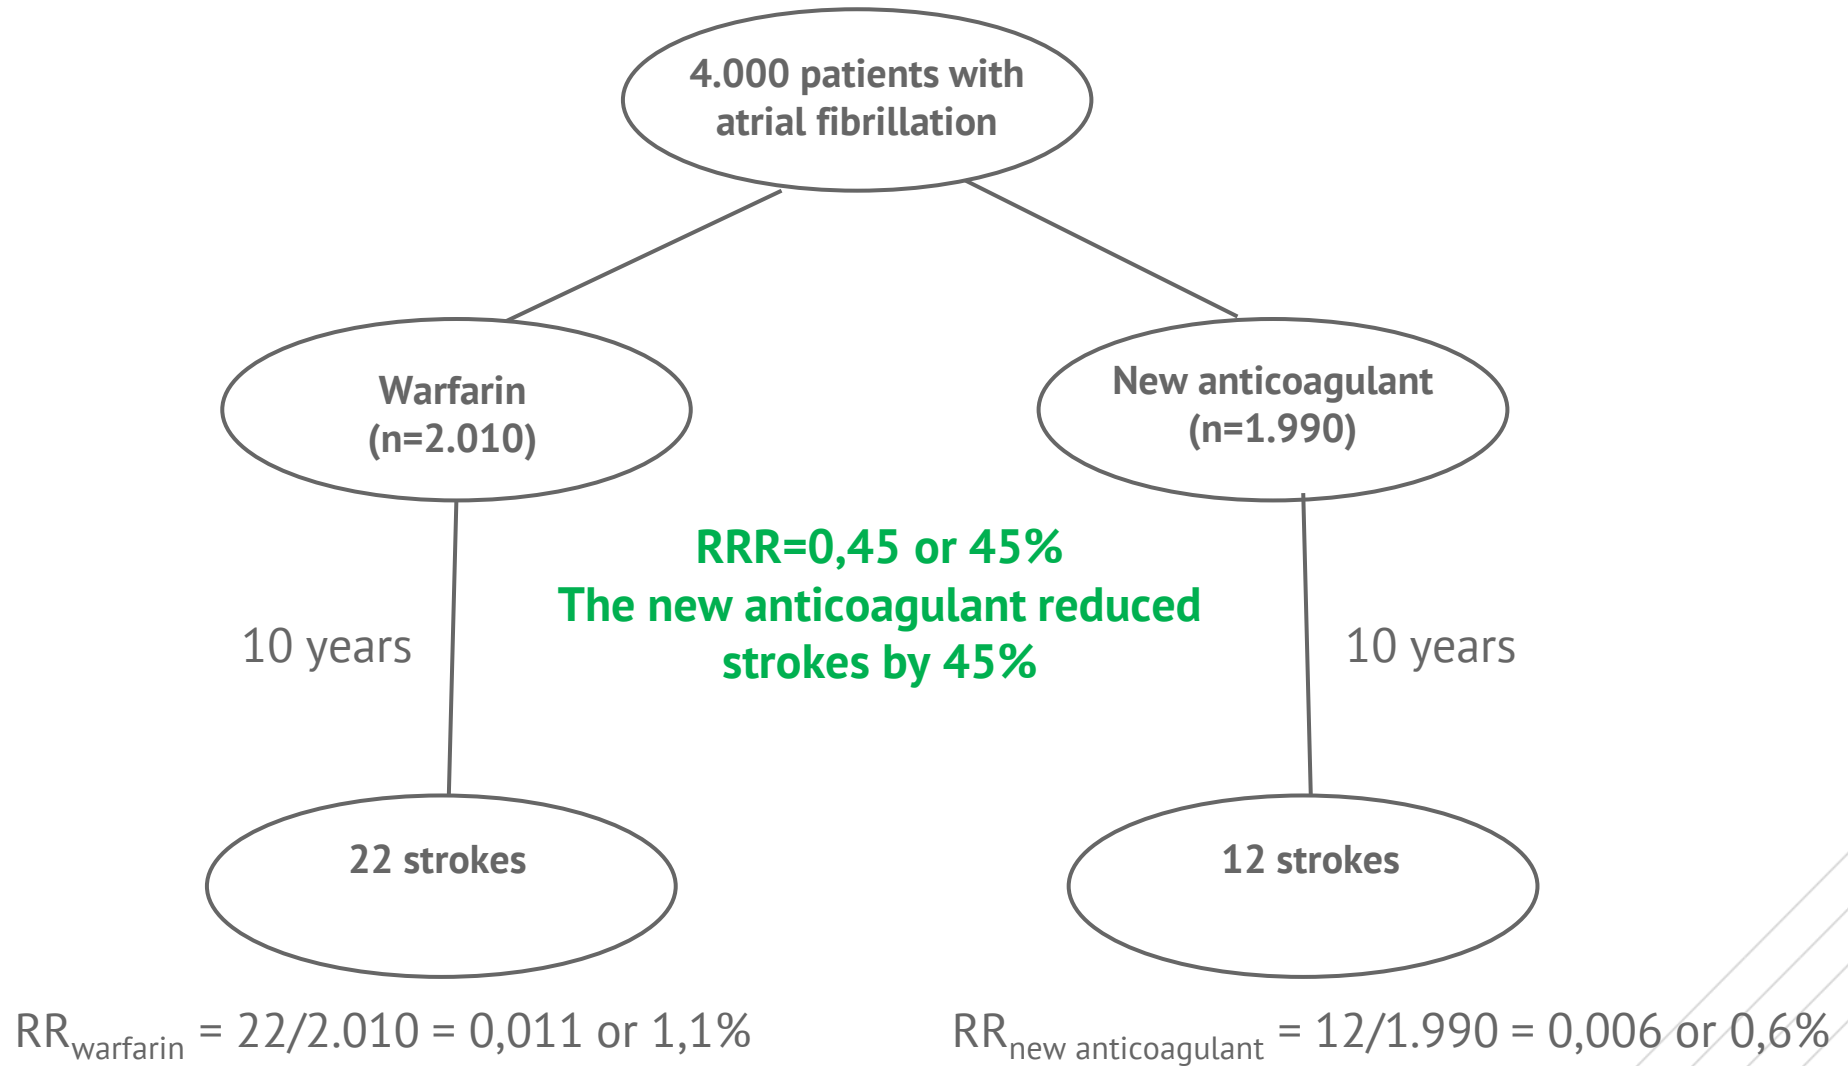 4.000 patients with
atrial fibrillation
Warfarin
(n=2.010)
New anticoagulant
(n=1.990)
RRR=0,45 or 45%
The new anticoagulant reduced
strokes by 45%
10 years
10 years
22 strokes
12 strokes
RRwarfarin = 22/2.010 = 0,011 or 1,1%
RRnew anticoagulant = 12/1.990 = 0,006 or 0,6%